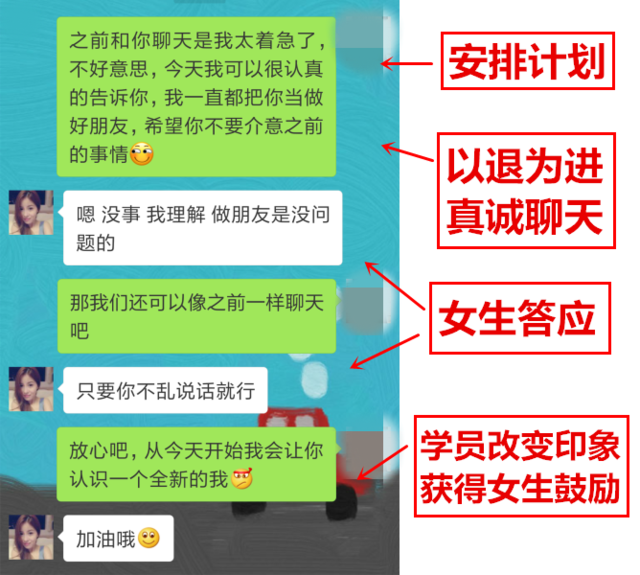 之前和你聊天是我太着急了，
不好意思，今天我可以很认真
的告诉你，我一直都把你当做
好朋友，希望你不要介意之前
的事情
安排计划
以退为进
真诚聊天
嗯 没事 我理解 做朋友是没问
题的
那我们还可以像之前一样聊天
吧
女生答应
只要你不乱说话就行
放心吧，从今天开始我会让你
认识一个全新的我
学员改变印象
获得女生鼓励
加油哦